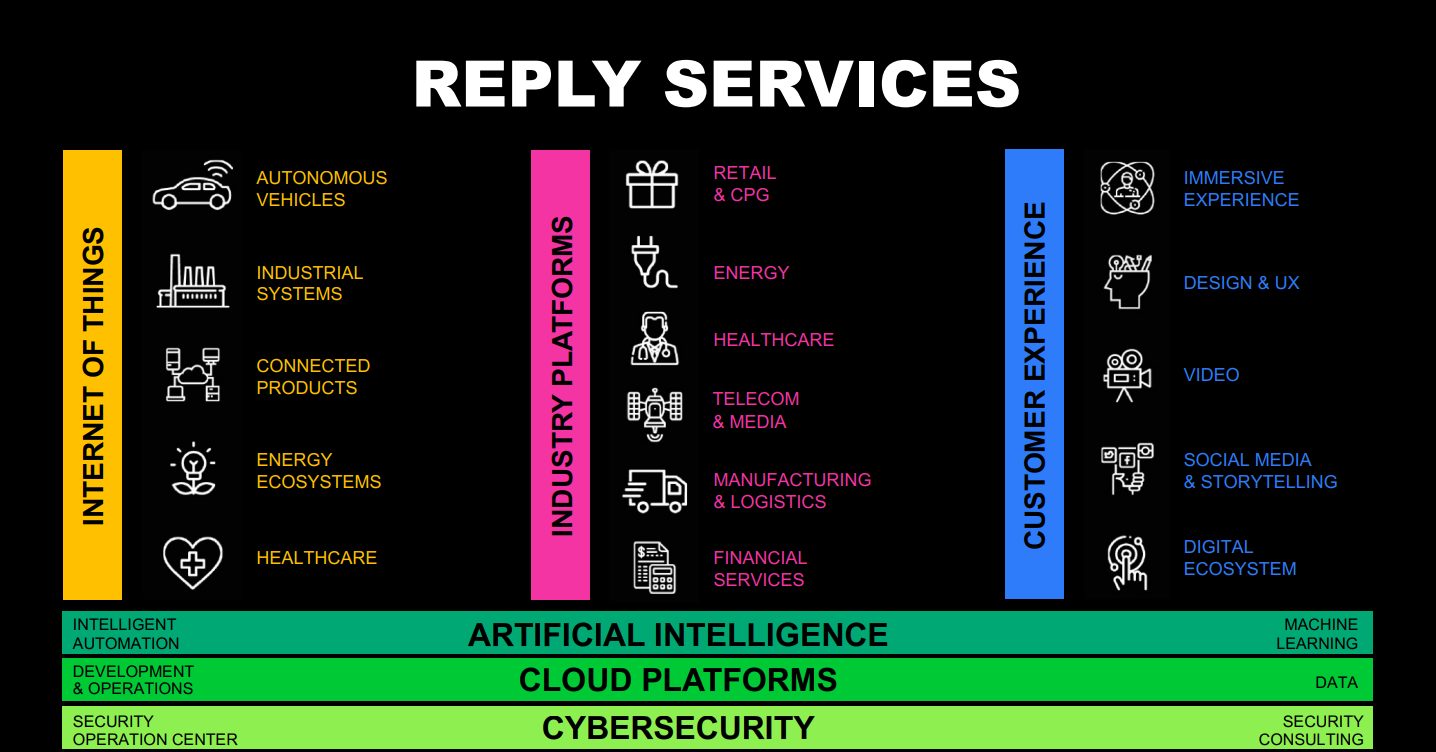 REPLY SERVICES
INTERNET OF THINGS
AUTONOMOUS
VEHICLES
INDUSTRIAL
SYSTEMS
CONNECTED
PRODUCTS
ENERGY
ECOSYSTEMS
HEALTHCARE
INDUSTRY PLATFORMS
RETAIL
& CPG
ENERGY
HEALTHCARE
TELECOM
& MEDIA
MANUFACTURING
& LOGISTICS
FINANCIAL
SERVICES
CUSTOMER EXPERIENCE
IMMERSIVE
EXPERIENCE
DESIGN & UX
VIDEO
SOCIAL MEDIA
& STORYTELLING
DIGITAL
ECOSYSTEM
INTELLIGENT
AUTOMATION
ARTIFICIAL INTELLIGENCE
MACHINE
LEARNING
DEVELOPMENT
& OPERATIONS
CLOUD PLATFORMS
DATA
SECURITY
OPERATION CENTER
CYBERSECURITY
SECURITY
CONSULTING